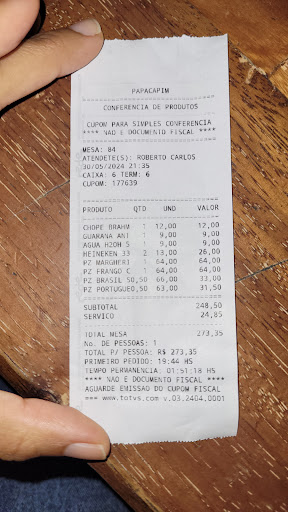 PAPACAPIM
CONFERENCIA DE PRODUTOS
CUPOM PARA SIMPLES CONFERENCIA
**** NAO E DOCUMENTO FISCAL ****
MESA: 84
ATENDETE(S): ROBERTO CARLOS
30/05/2024 21:35
CAIXA: 6 TERM: 6
CUPOM: 177639
PRODUTO QTD UND VALOR
CHOPE BRAHM 1 12,00 12,00
GUARANA ANT 1 9,00 9,00
AGUA H2OH 5 1 9,00 9,00
HEINEKEN 33 2 13,00 26,00
PZ MARGHERI 1 64,00 64,00
PZ FRANGO C 1 64,00 64,00
PZ BRASIL S0,50 66,00 33,00
PZ PORTUGUE0,50 63,00 31,50
SUBTOTAL 248,50
SERVICO 24,85
TOTAL MESA 273,35
No. DE PESSOAS: 1
TOTAL P/ PESSOA: R$ 273,35
PRIMEIRO PEDIDO: 19:44 HS
TEMPO PERMANENCIA: 01:51:18 HS
**** NAO E DOCUMENTO FISCAL ****
AGUARDE EMISSAO DO CUPOM FISCAL
=== www.totvs.com v.03.2404.0001